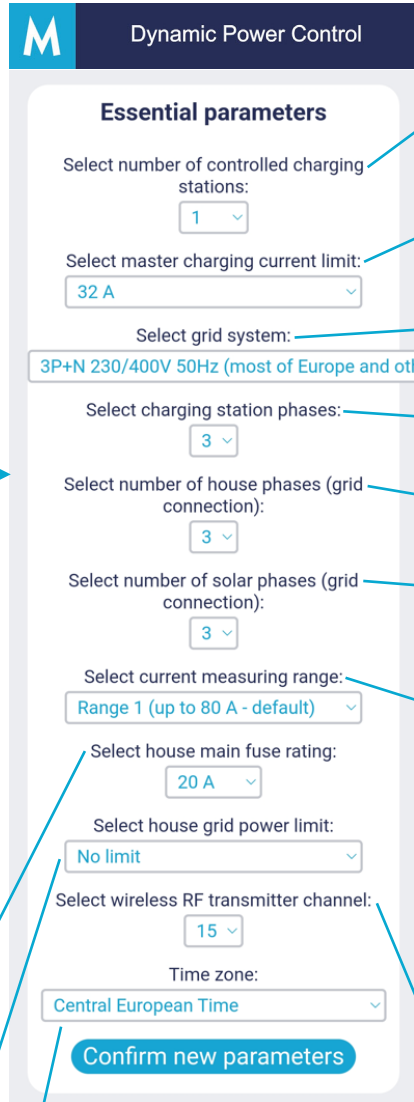 M
Dynamic Power Control
Essential parameters
Select number of controlled charging
stations:
1
Select master charging current limit:
32 A
Select grid system:
3P+N 230/400V 50Hz (most of Europe and oth
Select charging station phases:
3
Select number of house phases (grid
connection):
3
Select number of solar phases (grid
connection):
3
Select current measuring range:
Range 1 (up to 80 A - default)
Select house main fuse rating:
20 A
Select house grid power limit:
No limit
Select wireless RF transmitter channel:
15
Time zone:
Central European Time
Confirm new parameters